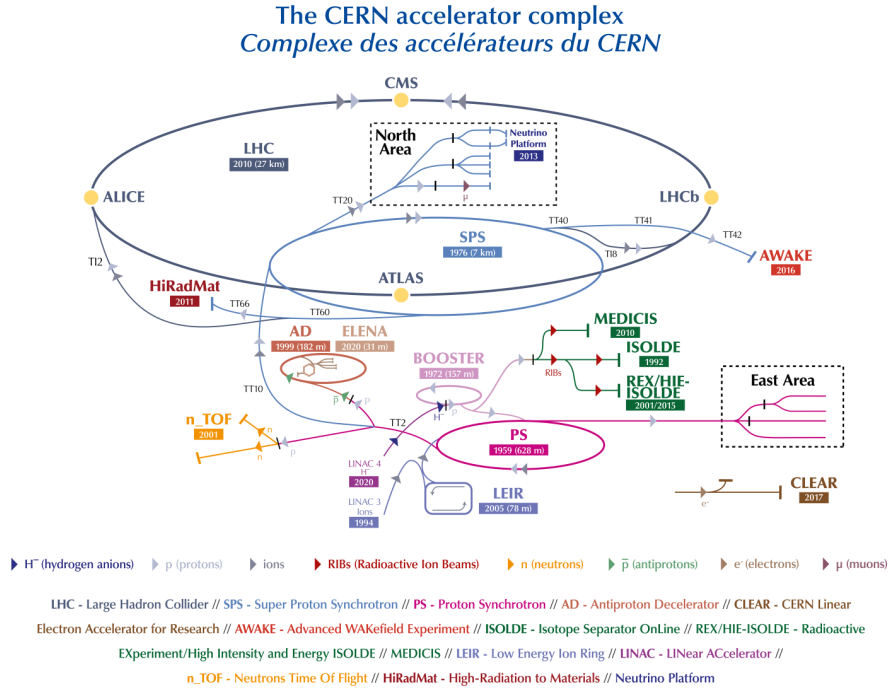 The CERN accelerator complex
Complexe des accélérateurs du CERN
CMS
North
Area
Neutrino
Platform
2013
LHC
2010 (27 km)
TT20
μ
ALICE
LHCb
SPS
1976 (7 km)
TT40
TT41
TT42
TI8
AWAKE
2016
TI2
HiRadMat
2011
TT66
ATLAS
TT60
AD
1999 (182 m)
ELENA
2020 (31 m)
MEDICIS
2010
BOOSTER
1972 (157 m)
ISOLDE
1992
RIBs
REX/HIE-
ISOLDE
2001/2015
East Area
TT10
p̅
p
TT2
H⁻
p
n_TOF
2001
n
n
p
PS
1959 (628 m)
LINAC 4
H⁻
2020
LINAC 3
Ions
1994
LEIR
2005 (78 m)
CLEAR
2017
e⁻
H⁻ (hydrogen anions)
p (protons)
ions
RIBs (Radioactive Ion Beams)
n (neutrons)
p̅ (antiprotons)
e⁻ (electrons)
μ (muons)
LHC - Large Hadron Collider // SPS - Super Proton Synchrotron // PS - Proton Synchrotron // AD - Antiproton Decelerator // CLEAR - CERN Linear
Electron Accelerator for Research // AWAKE - Advanced WAKefield Experiment // ISOLDE - Isotope Separator OnLine // REX/HIE-ISOLDE - Radioactive
EXperiment/High Intensity and Energy ISOLDE // MEDICIS // LEIR - Low Energy Ion Ring // LINAC - LINear ACcelerator //
n_TOF - Neutrons Time Of Flight // HiRadMat - High-Radiation to Materials // Neutrino Platform